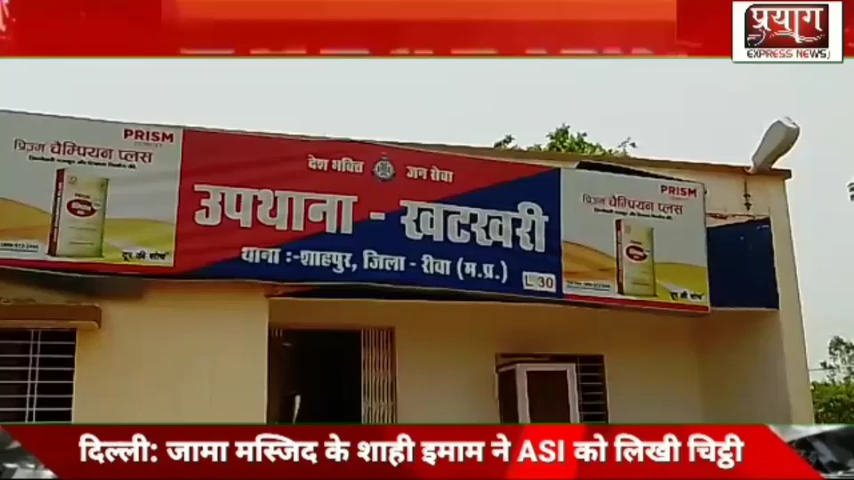 प्रयाग
EXPRESS NEWS
PRISM
प्रिज़्म चैम्पियन प्लस
दूर की सोच
देश भक्ति जन सेवा
उपथाना - खटखरी
थाना :-शाहपुर, जिला - रीवा (म.प्र.)
L 30
PRISM
प्रिज़्म चैम्पियन प्लस
दूर की सोच
दिल्ली: जामा मस्जिद के शाही इमाम ने ASI को लिखी चिट्ठी